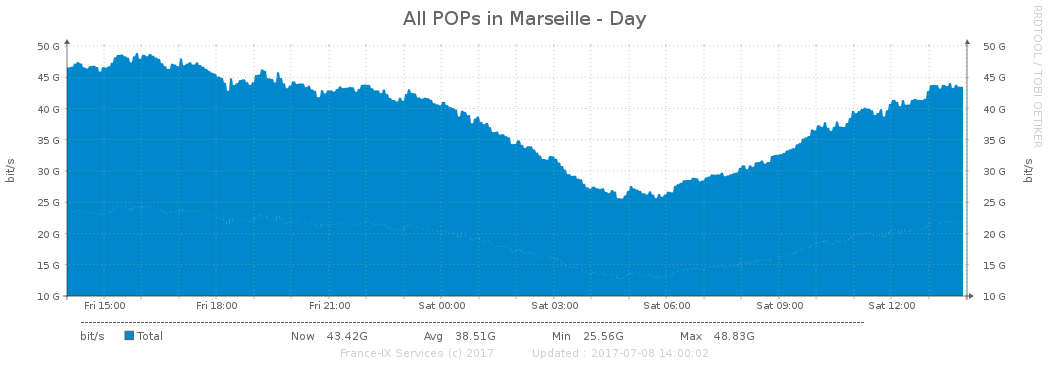 All POPs in Marseille - Day
RRDTOOL / TOBI OETIKER
bit/s
50 G
45 G
40 G
35 G
30 G
25 G
20 G
15 G
10 G
50 G
45 G
40 G
35 G
30 G
25 G
20 G
15 G
10 G
bit/s
Fri 15:00 Fri 18:00 Fri 21:00 Sat 00:00 Sat 03:00 Sat 06:00 Sat 09:00 Sat 12:00
bit/s Total Now 43.42G Avg 38.51G Min 25.56G Max 48.83G
France-IX Services (c) 2017 Updated : 2017-07-08 14:00:02